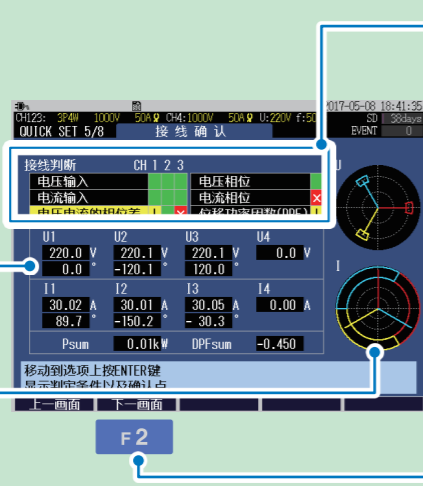 2017-05-08 18:41:35
CH123: 3P4W 1000V 50A CH4:1000V 50A U:220V f:50
SD 38days
QUICK SET 5/8 接线确认 EVENT 0
接线判断 CH 1 2 3
电压输入 电压相位
电流输入 电流相位 ×
电压电流的相位差 ! × 位移功率因数(DPF) !
U
U1 U2 U3 U4
220.0 V 220.1 V 220.1 V 0.0 V
0.0 ° -120.1 ° 120.0 °
I
I1 I2 I3 I4
30.02 A 30.01 A 30.05 A 0.00 A
89.7 ° -150.2 ° - 30.3 °
Psum 0.01kW DPFsum -0.450
移动到选项上按ENTER键
显示判定条件以及确认点
上一画面 下一画面
F 2